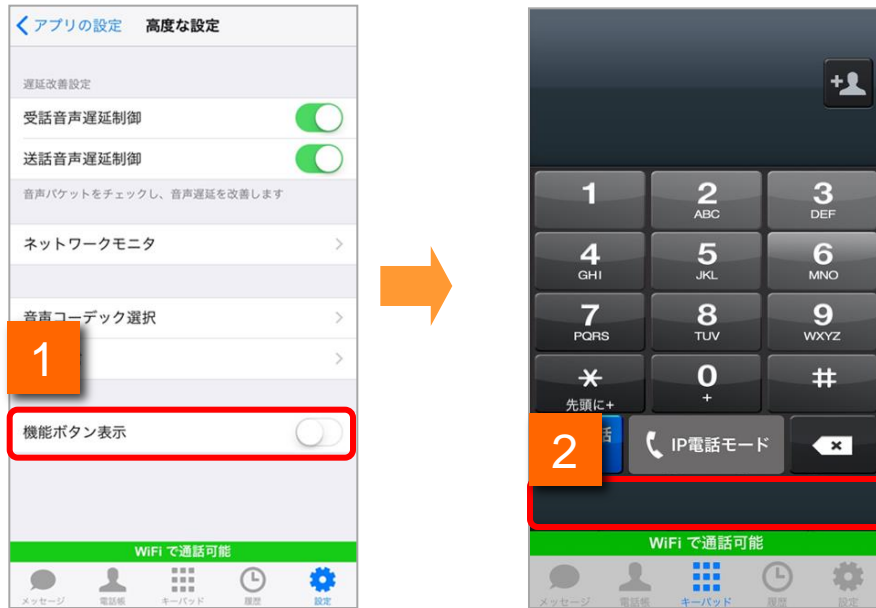 アプリの設定 高度な設定
遅延改善設定
受話音声遅延制御
送話音声遅延制御
音声パケットをチェックし、音声遅延を改善します
ネットワークモニタ
音声コーデック選択
1
機能ボタン表示
WiFi で通話可能
メッセージ 電話帳 キーパッド 履歴 設定
1 2 3
ABC DEF
4 5 6
GHI JKL MNO
7 8 9
PQRS TUV WXYZ
* 0 #
先頭に+ +
2 話 IP電話モード
WiFi で通話可能
メッセージ 電話帳 キーパッド 履歴 設定